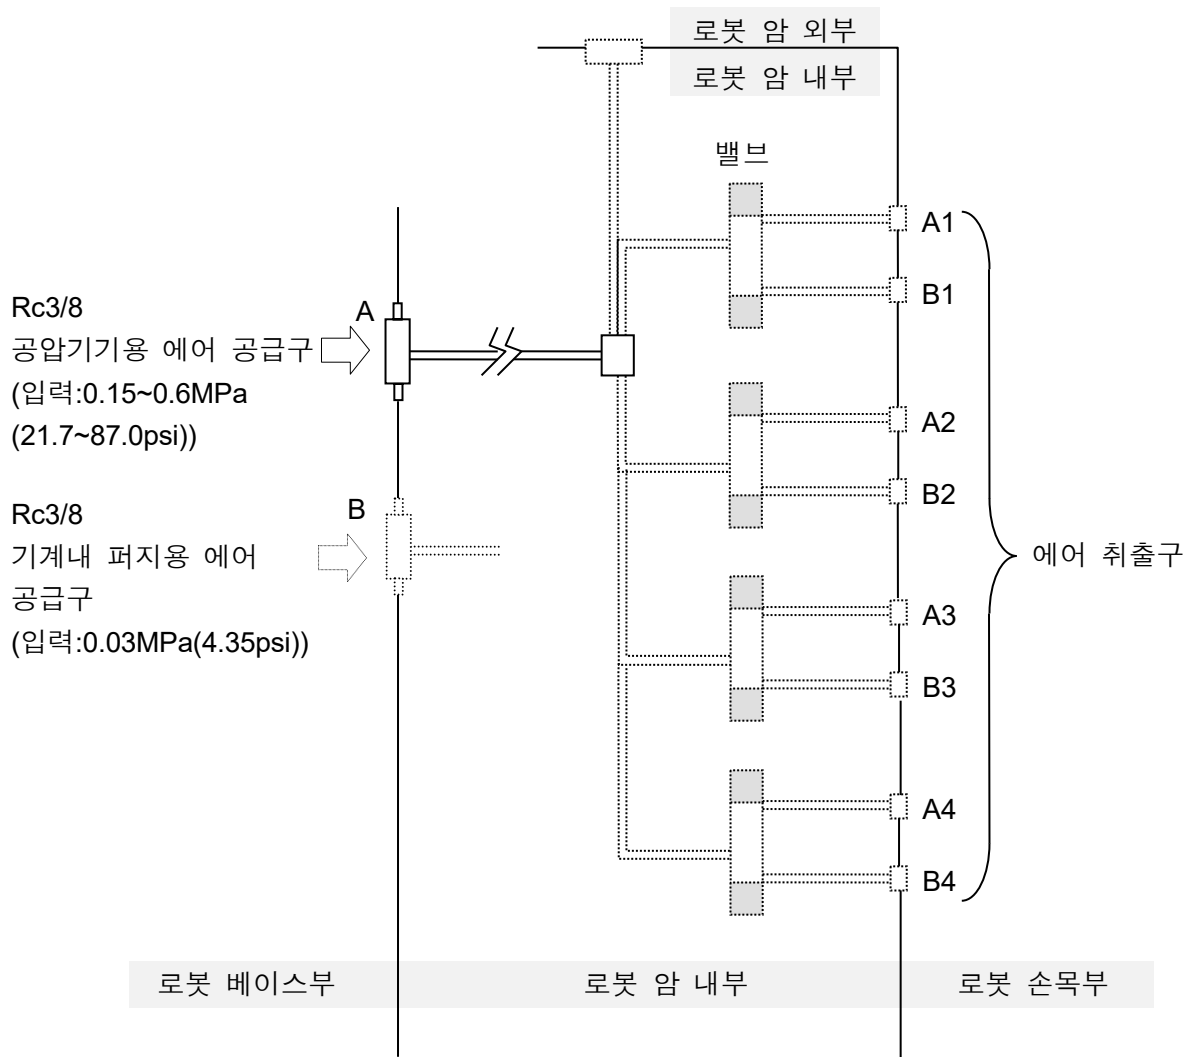 로봇 암 외부
로봇 암 내부
밸브
A1
B1
Rc3/8
A
공압기기용 에어 공급구
(입력:0.15~0.6MPa
(21.7~87.0psi))
A2
B2
Rc3/8
B
기계내 퍼지용 에어
공급구
(입력:0.03MPa(4.35psi))
에어 취출구
A3
B3
A4
B4
로봇 베이스부
로봇 암 내부
로봇 손목부